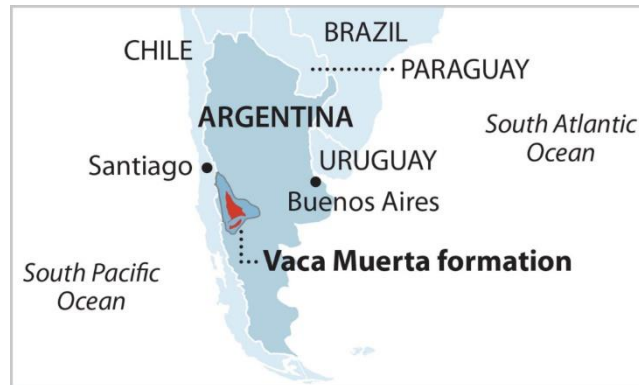 BRAZIL
CHILE
PARAGUAY
ARGENTINA
South Atlantic
Ocean
Santiago
URUGUAY
Buenos Aires
Vaca Muerta formation
South Pacific
Ocean